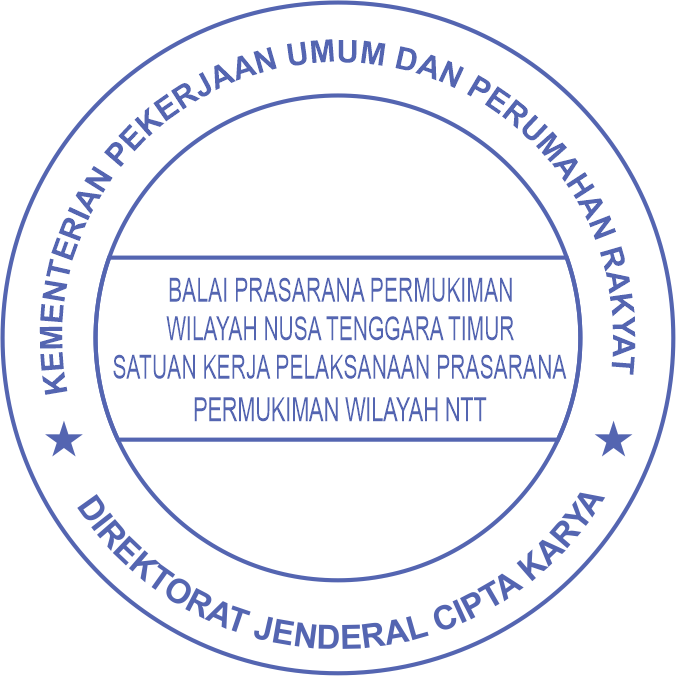 KEMENTERIAN PEKERJAAN UMUM DAN PERUMAHAN RAKYAT
BALAI PRASARANA PERMUKIMAN
WILAYAH NUSA TENGGARA TIMUR
SATUAN KERJA PELAKSANAAN PRASARANA
PERMUKIMAN WILAYAH NTT
DIREKTORAT JENDERAL CIPTA KARYA